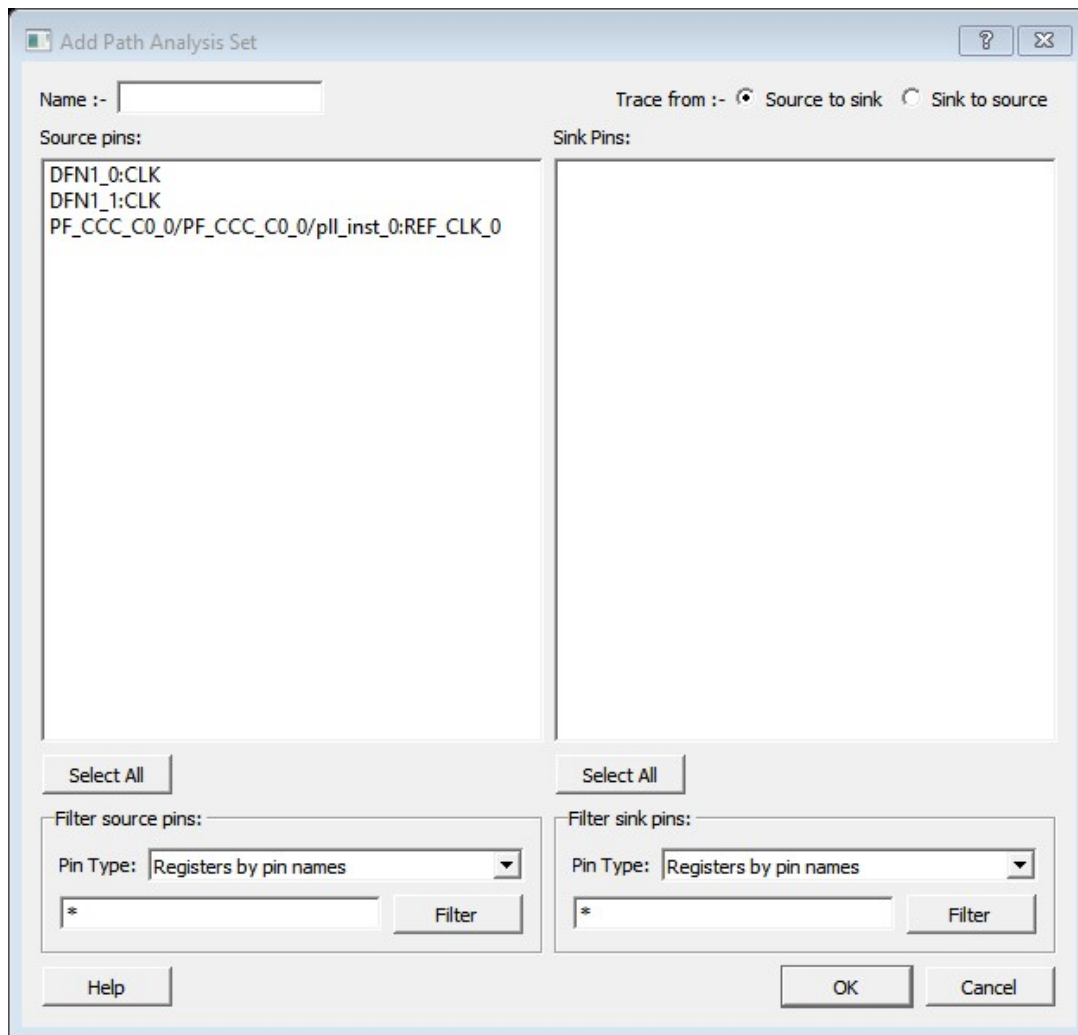 Add Path Analysis Set
Name :-
Trace from :- Source to sink Sink to source
Source pins:
Sink Pins:
DFN1_0:CLK
DFN1_1:CLK
PF_CCC_C0_0/PF_CCC_C0_0/pll_inst_0:REF_CLK_0
Select All
Select All
Filter source pins:
Pin Type: Registers by pin names
*
Filter
Filter sink pins:
Pin Type: Registers by pin names
*
Filter
Help
OK
Cancel